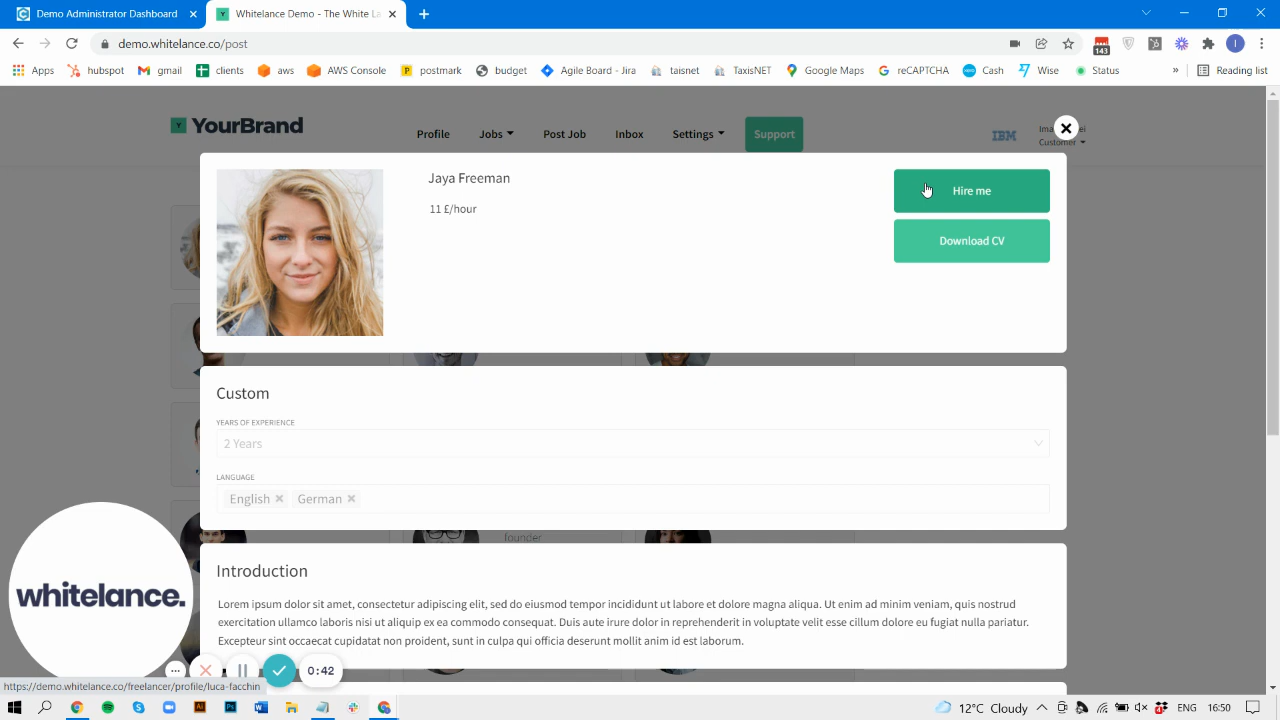 Demo Administrator Dashboard
YourBrand Demo - The White La
demo.whitelance.co/post
143
I
Apps
hubspot
gmail
clients
aws
AWS Console
postmark
budget
Agile Board - Jira
taisnet
TaxisNET
Google Maps
reCAPTCHA
Cash
Wise
Status
»
Reading list
Y YourBrand
Profile
Jobs
Post Job
Inbox
Settings
Support
IBM
Customer
Jaya Freeman
11 £/hour
Hire me
Download CV
Custom
YEARS OF EXPERIENCE
2 Years
LANGUAGE
English
German
founder
Introduction
Lorem ipsum dolor sit amet, consectetur adipiscing elit, sed do eiusmod tempor incididunt ut labore et dolore magna aliqua. Ut enim ad minim veniam, quis nostrud
exercitation ullamco laboris nisi ut aliquip ex ea commodo consequat. Duis aute irure dolor in reprehenderit in voluptate velit esse cillum dolore eu fugiat nulla pariatur.
Excepteur sint occaecat cupidatat non proident, sunt in culpa qui officia deserunt mollit anim id est laborum.
whitelance.
0:42
https://demo.whitelance.co/freelancer/profile/luca-facchin
12°C Cloudy
ENG
16:50